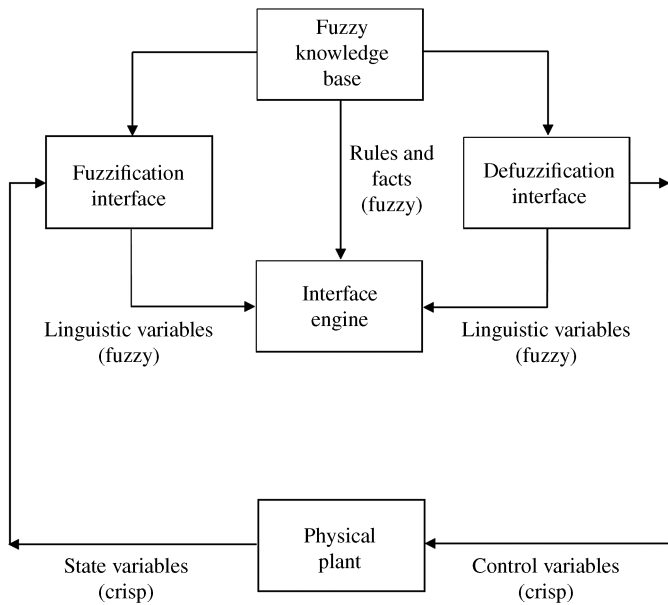 Fuzzy
knowledge
base
Fuzzification
interface
Rules and
facts
(fuzzy)
Defuzzification
interface
Interface
engine
Linguistic variables
(fuzzy)
Linguistic variables
(fuzzy)
Physical
plant
State variables
(crisp)
Control variables
(crisp)